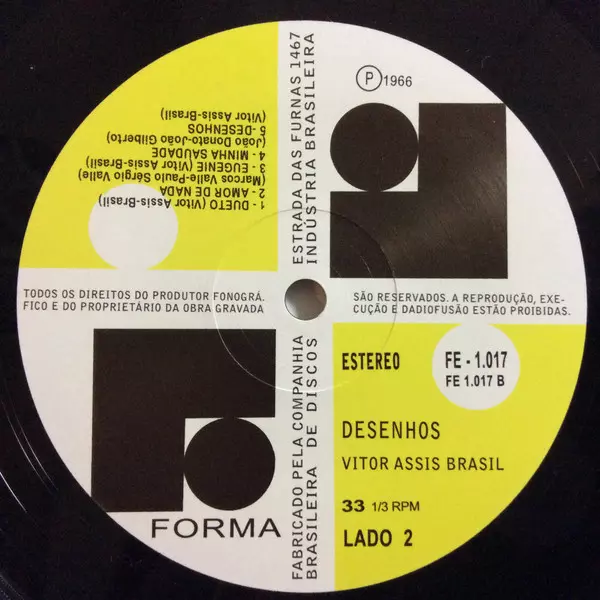 1 - DUETO (Vitor Assis-Brasil)
2 - AMOR DE NADA
(Marcos Valle-Paulo Sérgio Valle)
3 - EUGENIE (Vitor Assis-Brasil)
4 - MINHA SAUDADE
João Donato-João Gilberto)
5-DESENHOS
(Vitor Assis-Brasil)
ESTRADA DAS FURNAS 1467
INDÚSTRIA BRASILEIRA
P 1966
TODOS OS DIREITOS DO PRODUTOR FONOGRÁ.
FICO E DO PROPRIETÁRIO DA OBRA GRAVADA
SÃO RESERVADOS. A REPRODUÇÃO, EXE-
CUÇÃO E DADIOFUSÃO ESTÃO PROIBIDAS.
FABRICADO PELA COMPANHIA
BRASILEIRA DE DISCOS
ESTEREO
FE - 1.017
FE 1.017 B
DESENHOS
VITOR ASSIS BRASIL
33 1/3 RPM
LADO 2
FORMA